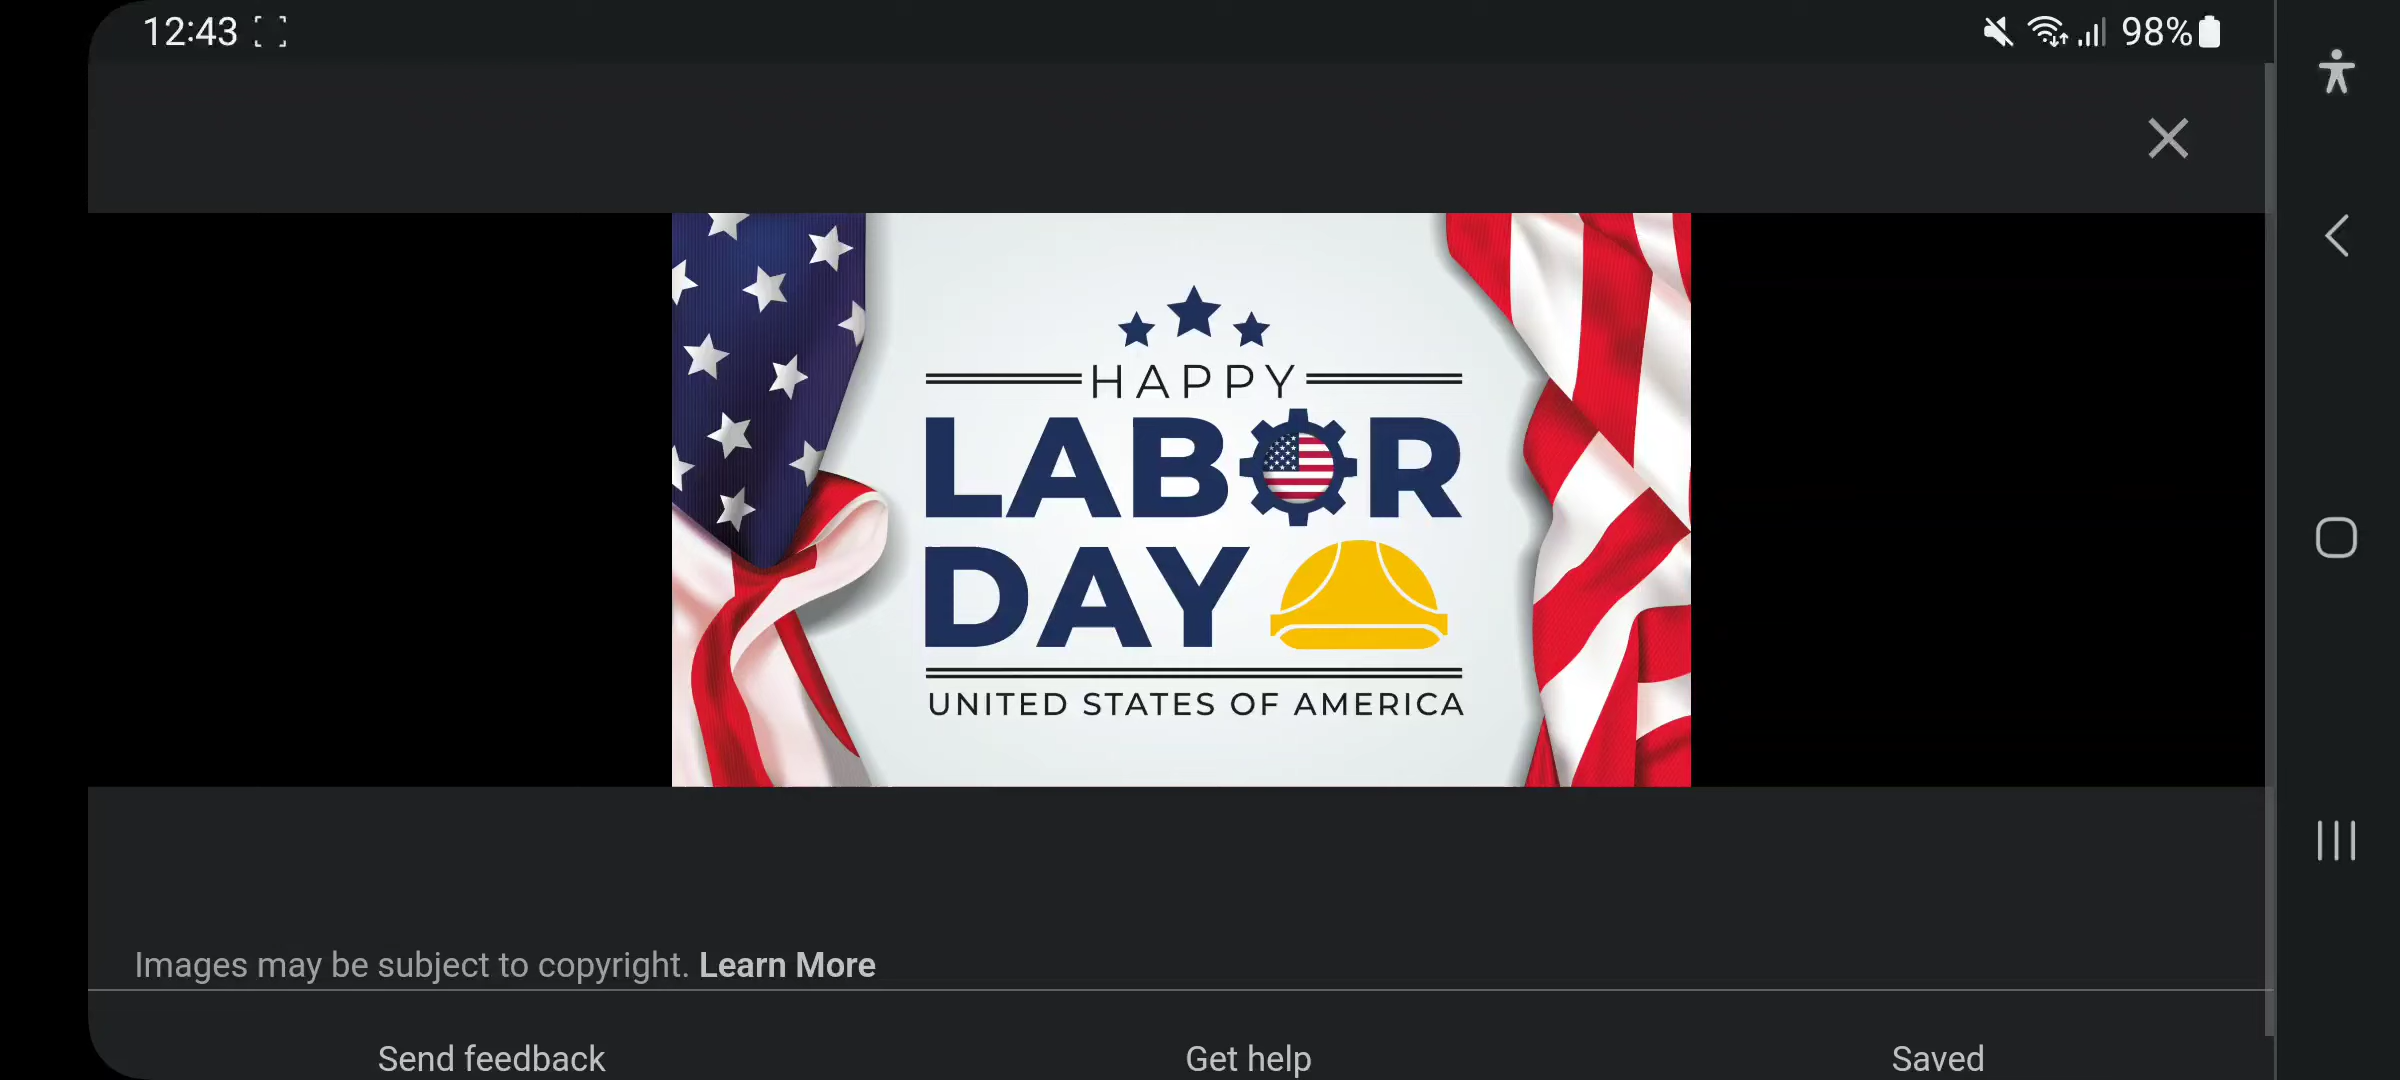 12:43
98%
HAPPY
LABOR
DAY
UNITED STATES OF AMERICA
Images may be subject to copyright. Learn More
Send feedback
Get help
Saved